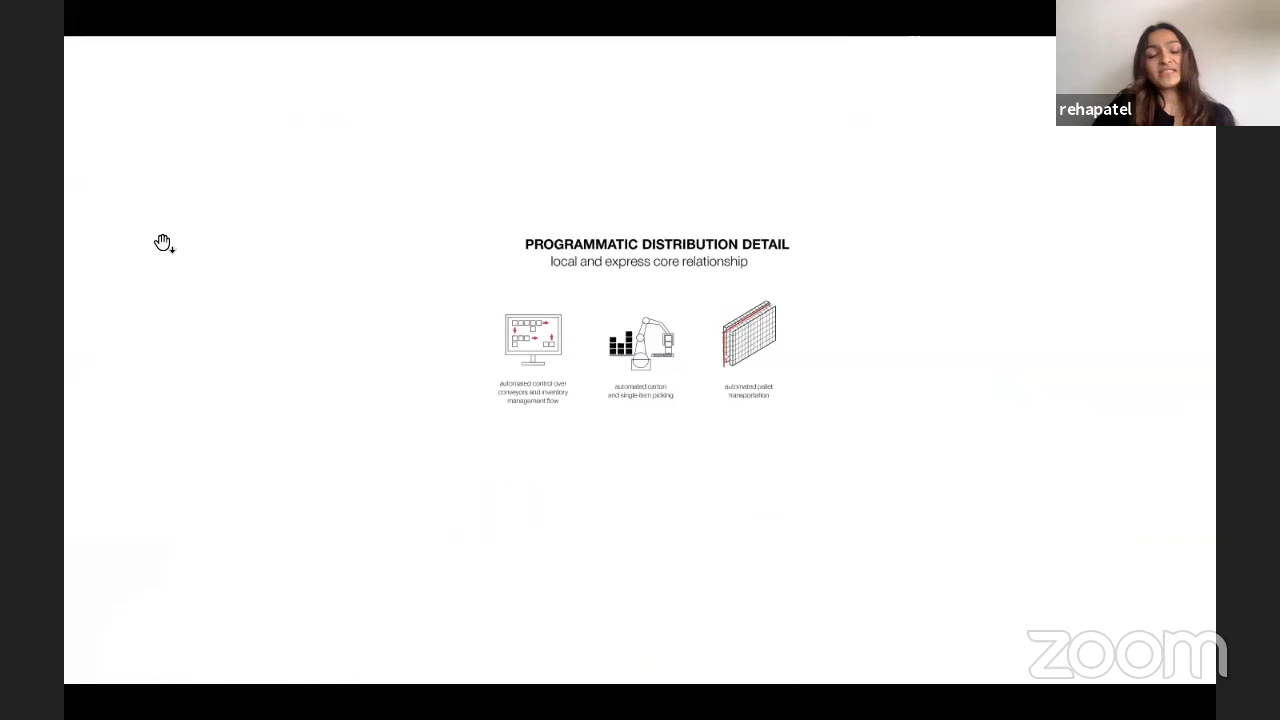 rehapatel
PROGRAMMATIC DISTRIBUTION DETAIL
local and express core relationship
automated control over
conveyors and inventory
management flow
automated carton
and single-item picking
automated pallet
transportation
zoom